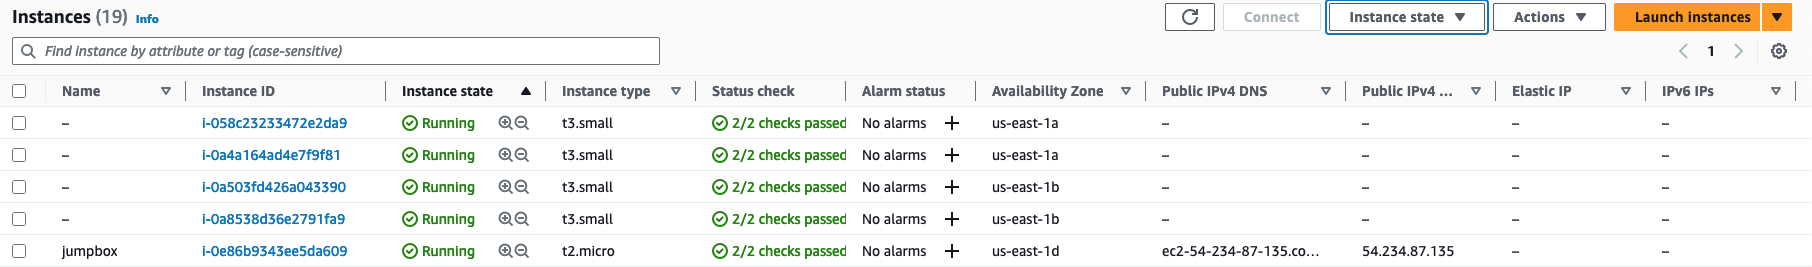 Instances (19) Info Connect Instance state Actions Launch instances
Find instance by attribute or tag (case-sensitive) 1
Name Instance ID Instance state Instance type Status check Alarm status Availability Zone Public IPv4 DNS Public IPv4 ... Elastic IP IPv6 IPs
– i-058c23233472e2da9 Running t3.small 2/2 checks passed No alarms + us-east-1a – – – –
– i-0a4a164ad4e7f9f81 Running t3.small 2/2 checks passed No alarms + us-east-1a – – – –
– i-0a503fd426a043390 Running t3.small 2/2 checks passed No alarms + us-east-1b – – – –
– i-0a8538d36e2791fa9 Running t3.small 2/2 checks passed No alarms + us-east-1b – – – –
jumpbox i-0e86b9343ee5da609 Running t2.micro 2/2 checks passed No alarms + us-east-1d ec2-54-234-87-135.co... 54.234.87.135 – –